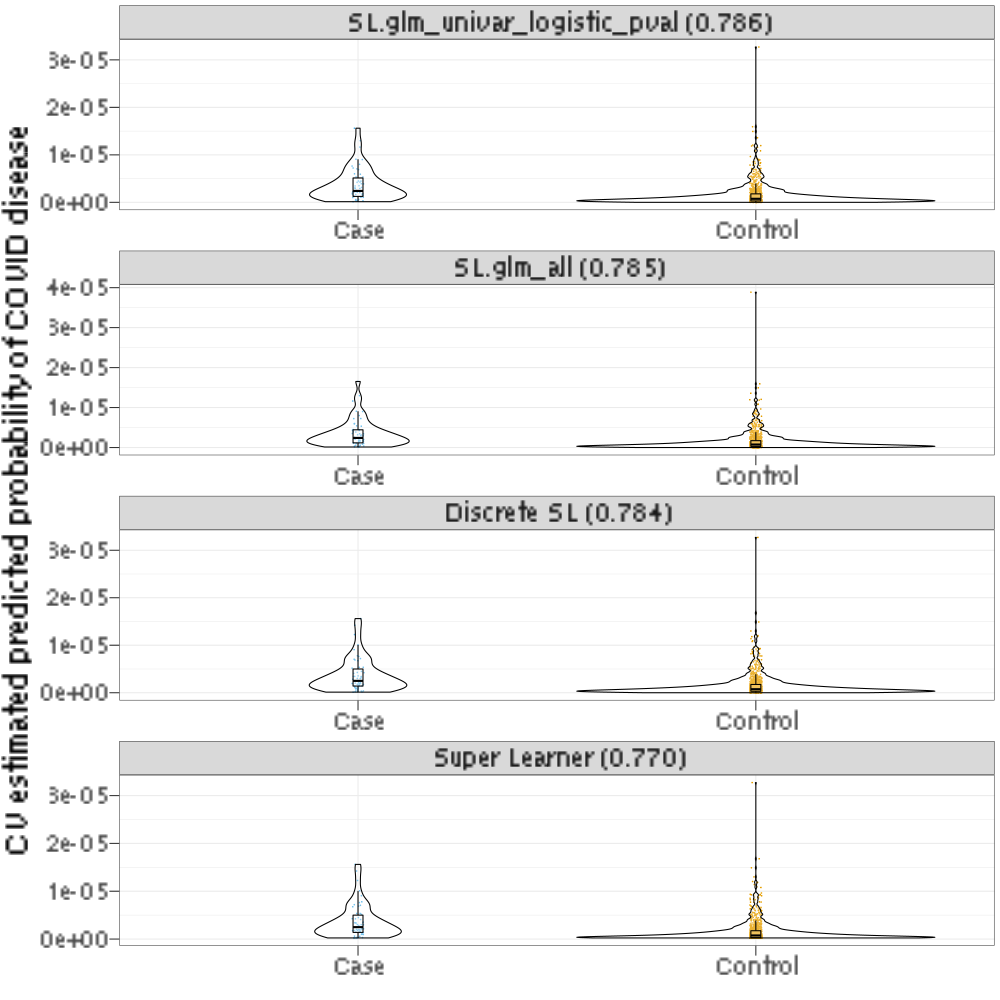 CV estimated predicted probability of COVID disease
SL.glm_univar_logistic_pval (0.786)
3e-05
2e-05
1e-05
0e+00
Case Control
SL.glm_all (0.785)
4e-05
3e-05
2e-05
1e-05
0e+00
Case Control
Discrete SL (0.784)
3e-05
2e-05
1e-05
0e+00
Case Control
Super Learner (0.770)
3e-05
2e-05
1e-05
0e+00
Case Control